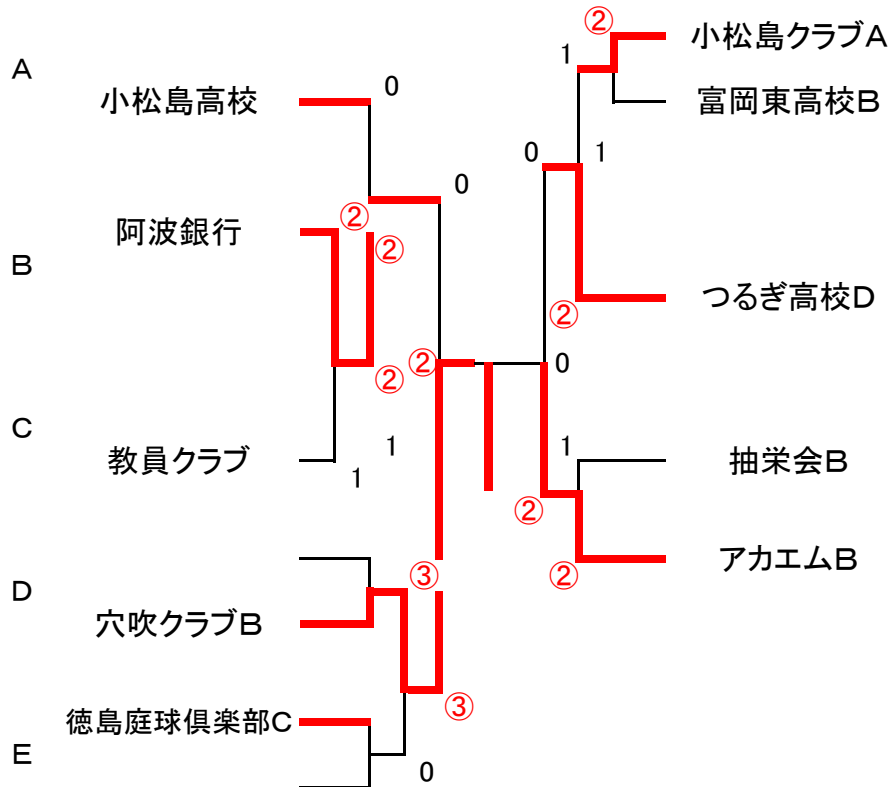 A
小松島高校
0
0
阿波銀行
②
②
B
②
②
C
教員クラブ
1
1
D
③
穴吹クラブB
③
徳島庭球倶楽部C
E
0
②
小松島クラブA
1
富岡東高校B
0
1
つるぎ高校D
②
0
1
抽栄会B
②
アカエムB
②